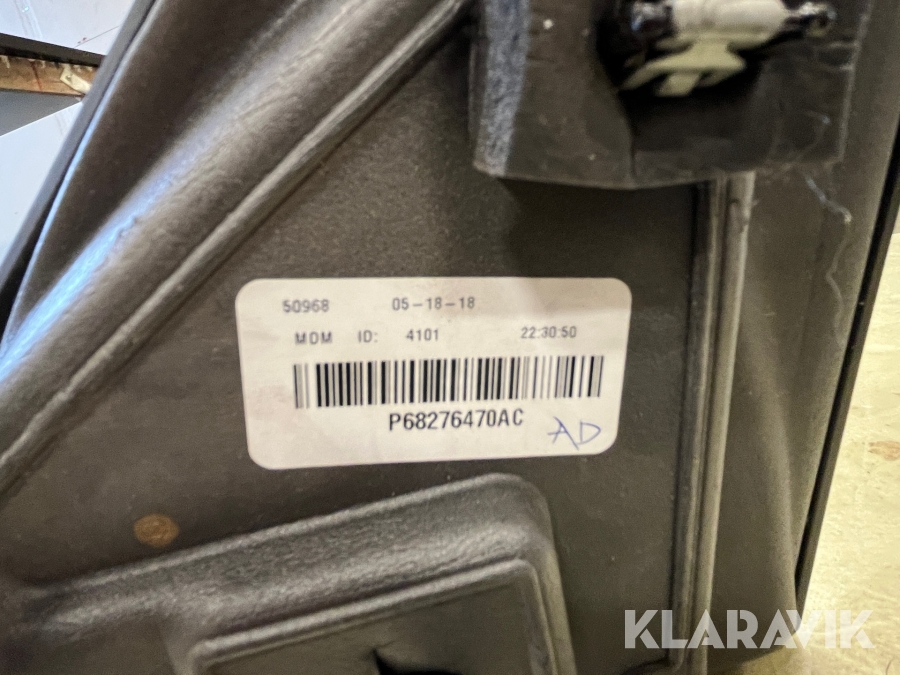 50968 05-18-18
MDM ID: 4101 22:30:50
P68276470AC
AD
KLARAVIK